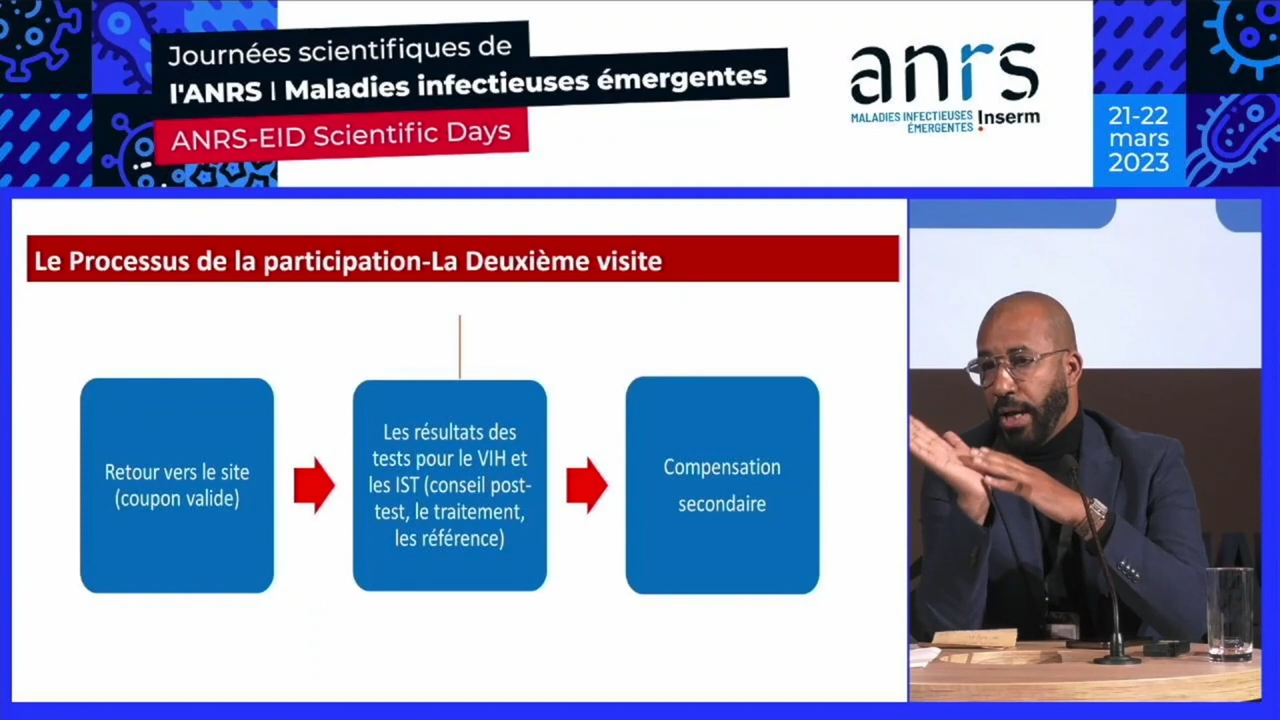 Journées scientifiques de
l'ANRS | Maladies infectieuses émergentes
ANRS-EID Scientific Days
anrs
MALADIES INFECTIEUSES
ÉMERGENTES
Inserm
21-22
mars
2023
Le Processus de la participation-La Deuxième visite
Retour vers le site
(coupon valide)
Les résultats des
tests pour le VIH et
les IST (conseil post-
test, le traitement,
les référence)
Compensation
secondaire